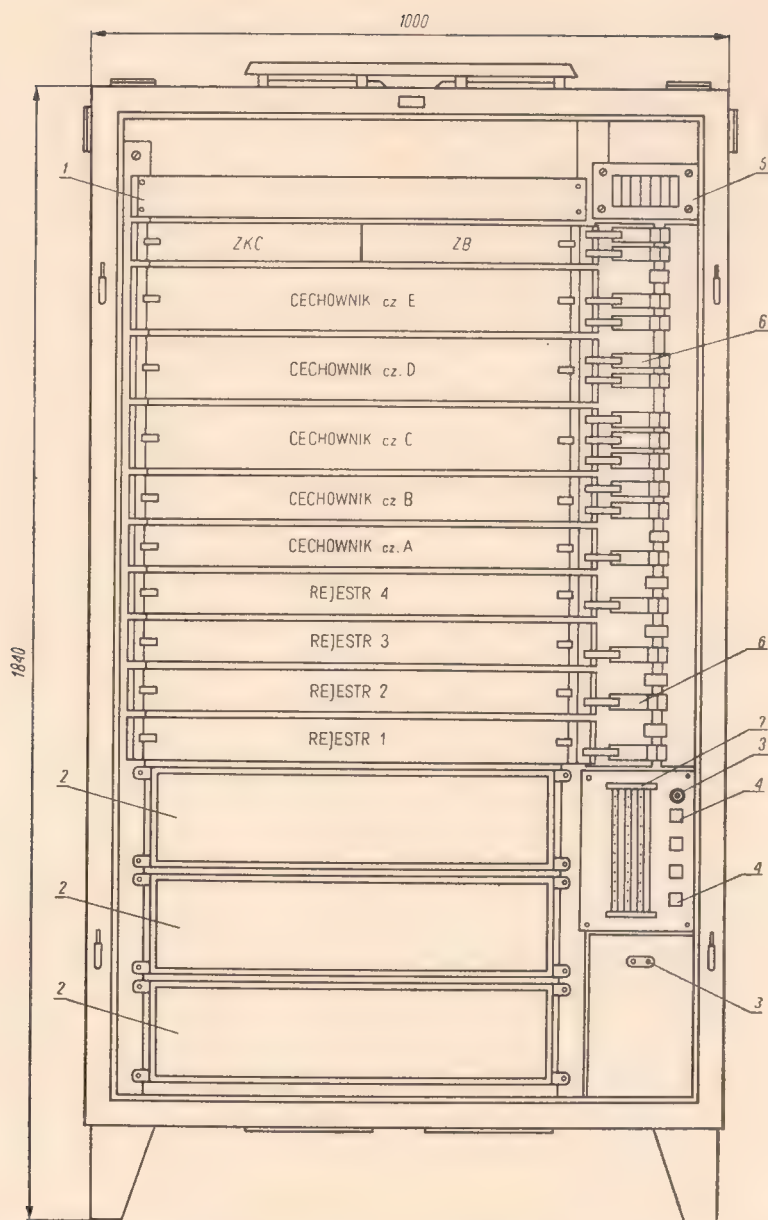 1000
1
5
ZKC ZB
CECHOWNIK cz E
6
CECHOWNIK cz. D
CECHOWNIK cz C
CECHOWNIK cz B
CECHOWNIK cz. A
REJESTR 4
REJESTR 3
1840
REJESTR 2
6
REJESTR 1
7
3
2
4
4
2
2
3